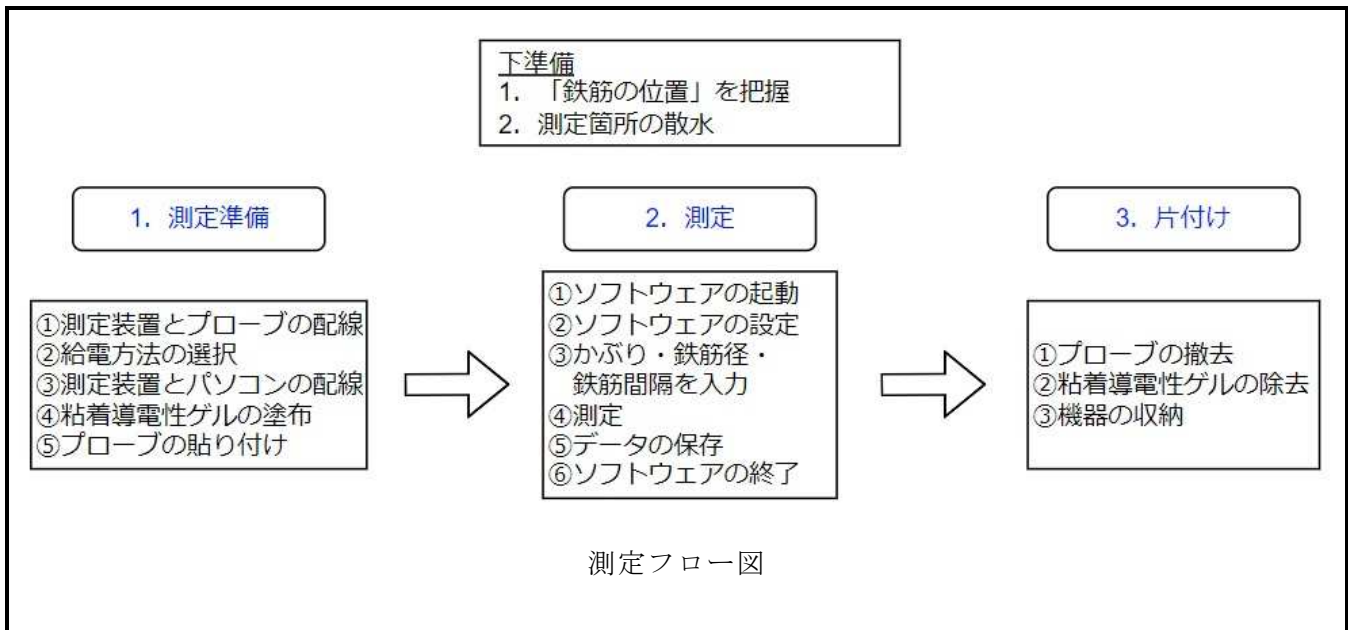 下準備
1. 「鉄筋の位置」を把握
2. 測定箇所の散水
1. 測定準備
①測定装置とプローブの配線
②給電方法の選択
③測定装置とパソコンの配線
④粘着導電性ゲルの塗布
⑤プローブの貼り付け
2. 測定
①ソフトウェアの起動
②ソフトウェアの設定
③かぶり・鉄筋径・
鉄筋間隔を入力
④測定
⑤データの保存
⑥ソフトウェアの終了
3. 片付け
①プローブの撤去
②粘着導電性ゲルの除去
③機器の収納
測定フロー図